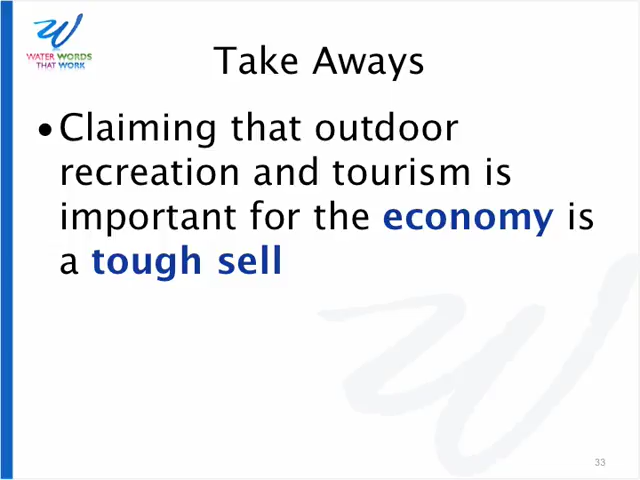 WATER WORDS
THAT WORK
Take Aways
•Claiming that outdoor
recreation and tourism is
important for the economy is
a tough sell
33